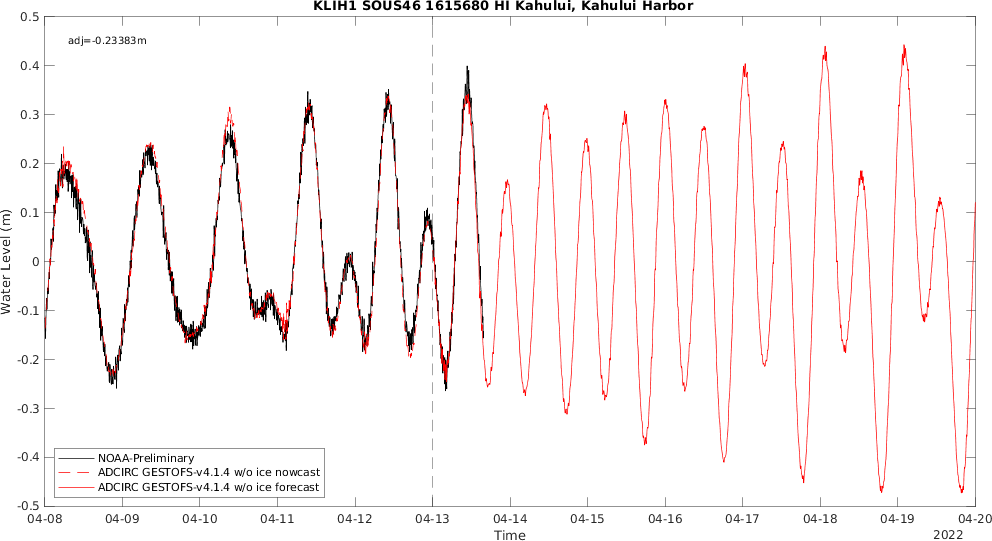 KLIH1 SOUS46 1615680 HI Kahului, Kahului Harbor
adj=-0.23383m
0.5
0.4
0.3
0.2
0.1
0
-0.1
-0.2
-0.3
-0.4
-0.5
Water Level (m)
NOAA-Preliminary
ADCIRC GESTOFS-v4.1.4 w/o ice nowcast
ADCIRC GESTOFS-v4.1.4 w/o ice forecast
04-08 04-09 04-10 04-11 04-12 04-13 04-14 04-15 04-16 04-17 04-18 04-19 04-20
Time
2022